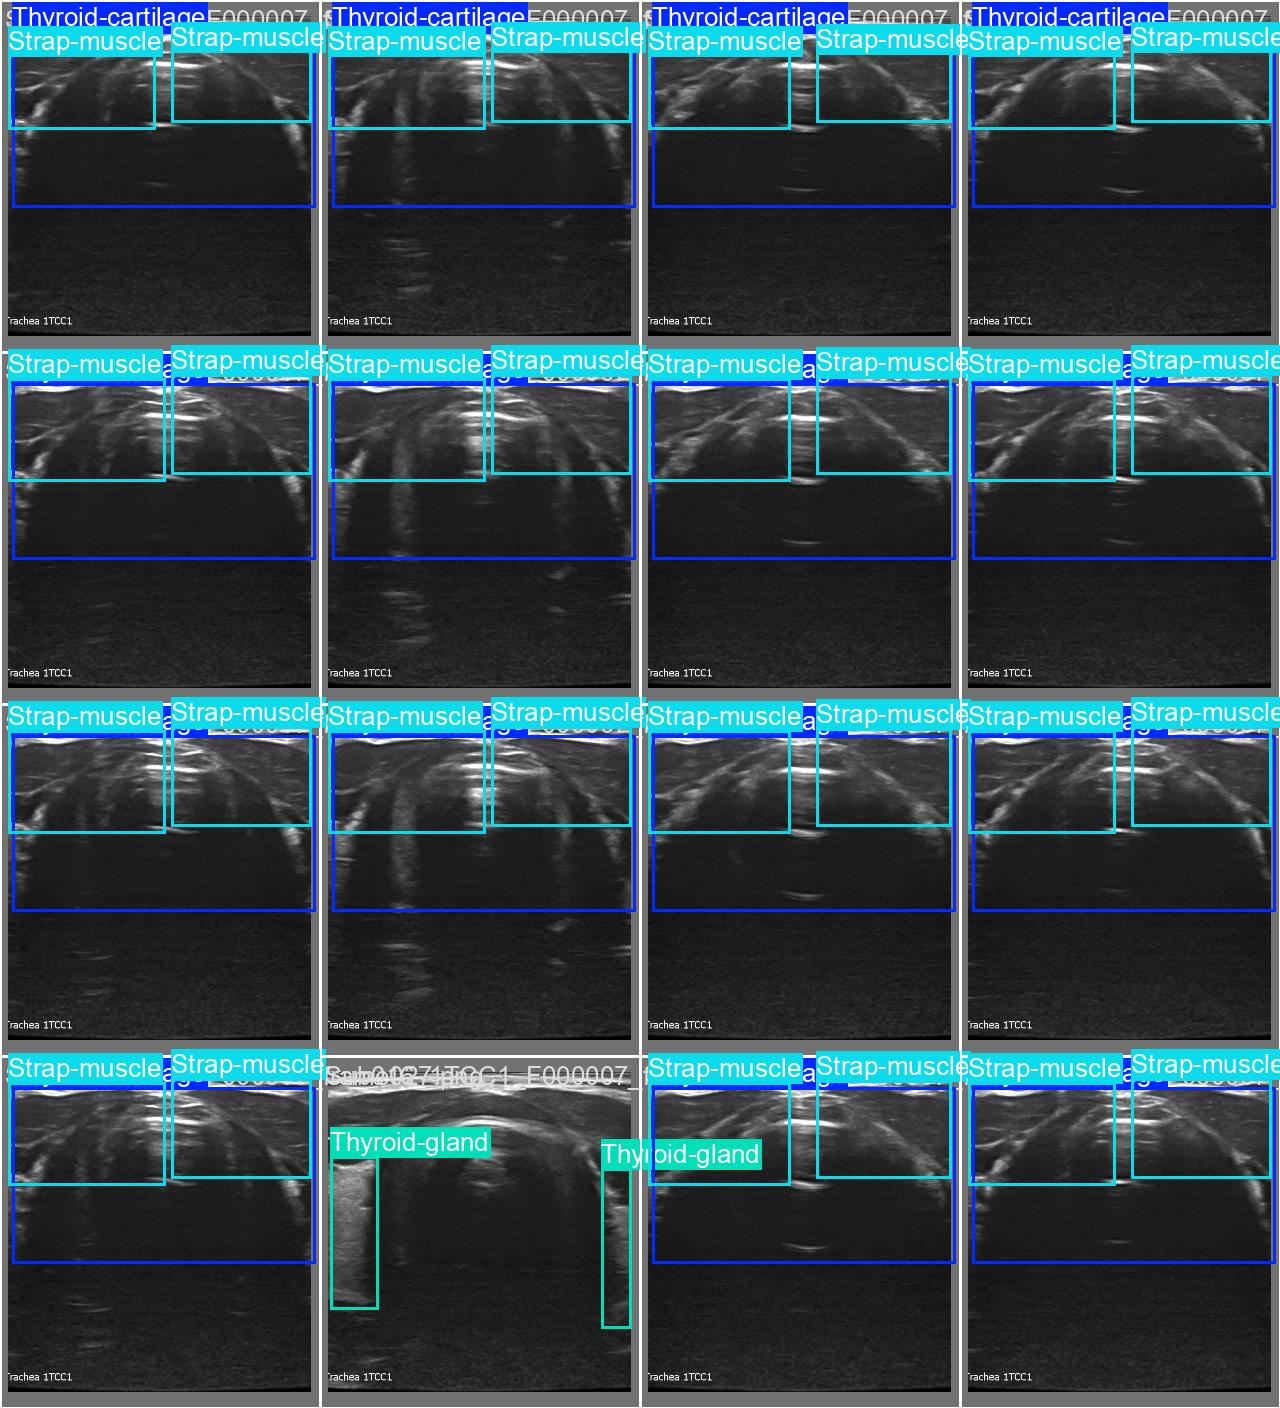 Thyroid-cartilage F000007_ Thyroid-cartilage F000007_ Thyroid-cartilage F000007_ Thyroid-cartilage F000007_
Strap-muscle Strap-muscle Strap-muscle Strap-muscle Strap-muscle Strap-muscle Strap-muscle Strap-muscle
Trachea 1TCC1 Trachea 1TCC1 Trachea 1TCC1 Trachea 1TCC1
Strap-muscle Strap-muscle Strap-muscle Strap-muscle Strap-muscle Strap-muscle Strap-muscle Strap-muscle
Trachea 1TCC1 Trachea 1TCC1 Trachea 1TCC1 Trachea 1TCC1
Strap-muscle Strap-muscle Strap-muscle Strap-muscle Strap-muscle Strap-muscle Strap-muscle Strap-muscle
Trachea 1TCC1 Trachea 1TCC1 Trachea 1TCC1 Trachea 1TCC1
Strap-muscle Strap-muscle Strap-muscle Strap-muscle Strap-muscle Strap-muscle
Thyroid-gland Thyroid-gland
Trachea 1TCC1 Trachea 1TCC1 Trachea 1TCC1 Trachea 1TCC1